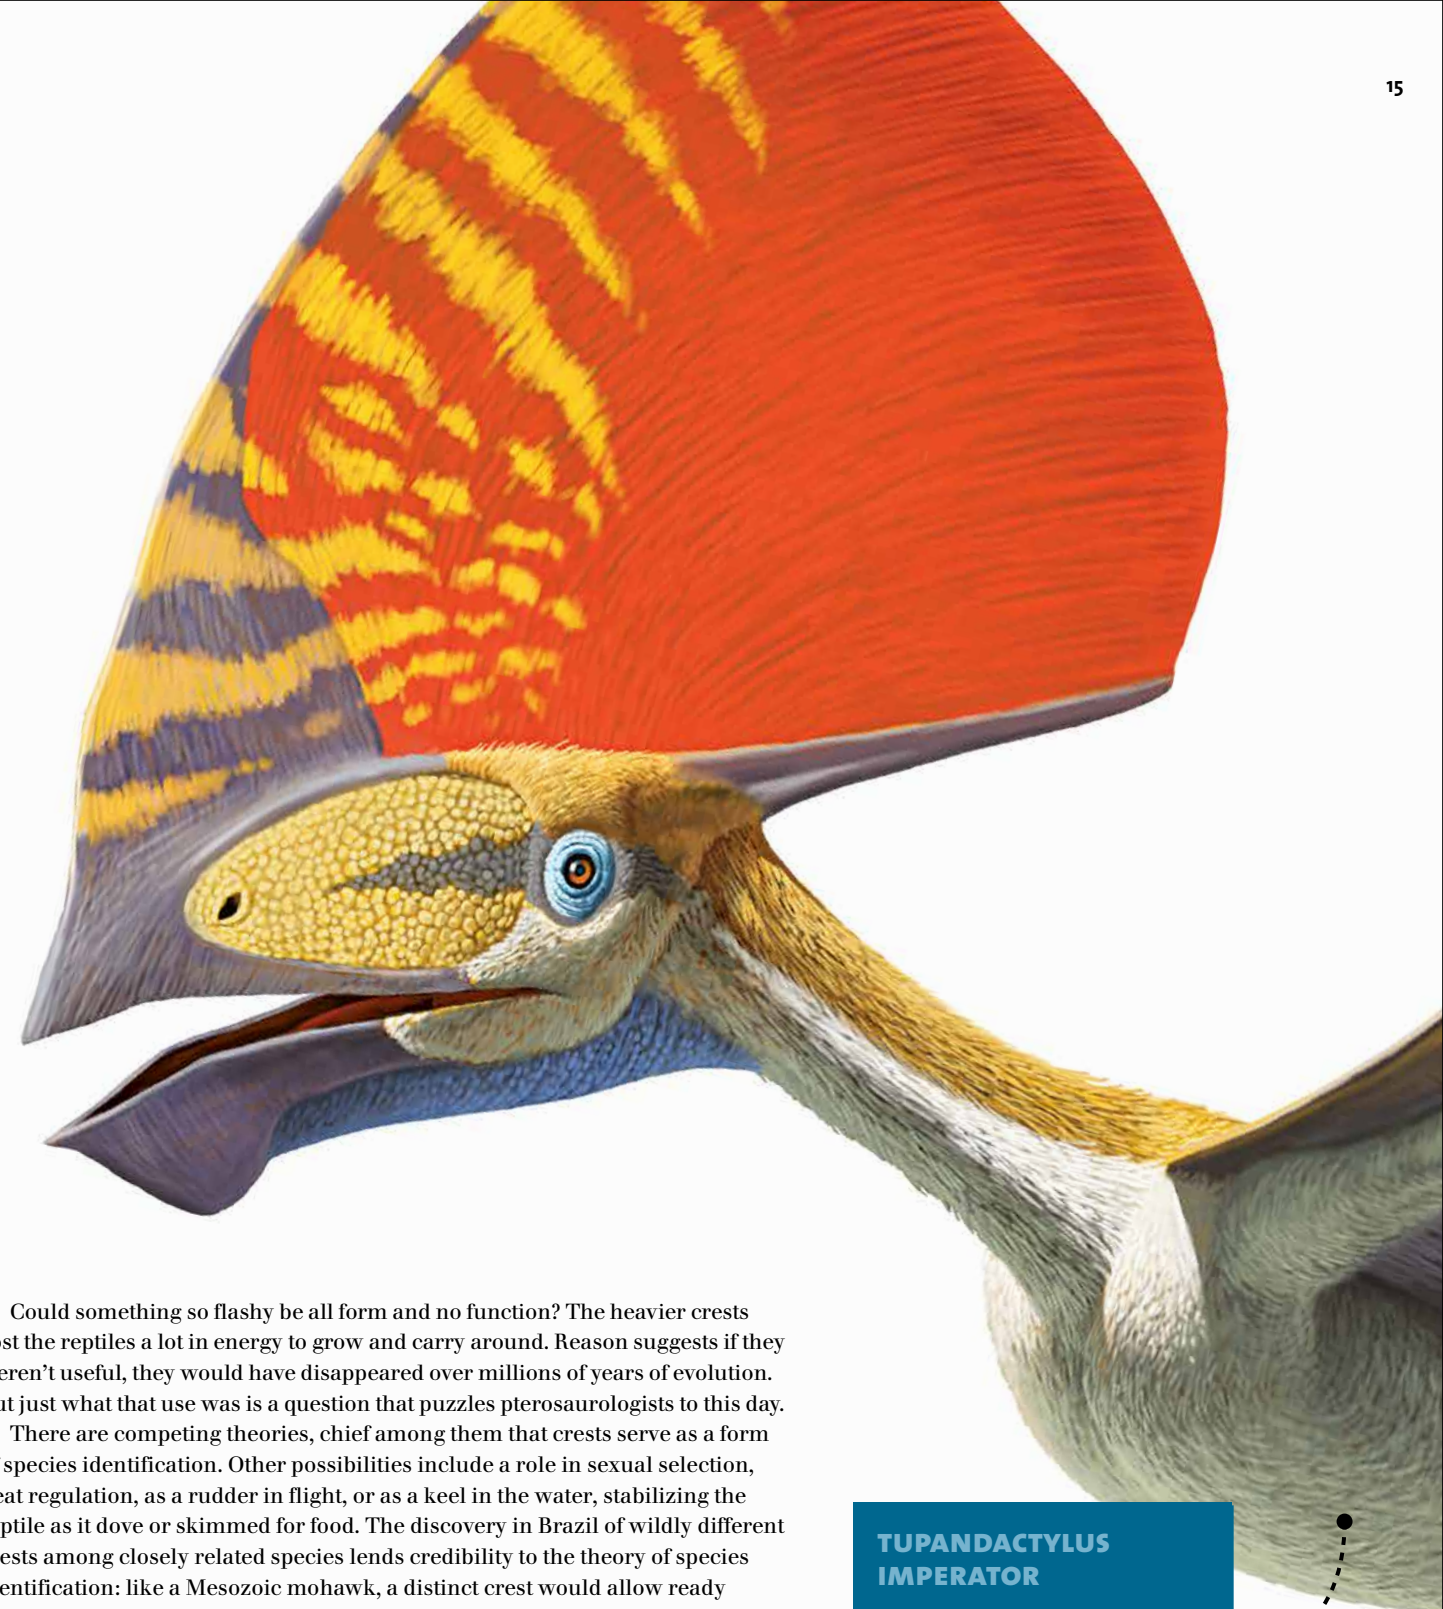 15
Could something so flashy be all form and no function? The heavier crests
st the reptiles a lot in energy to grow and carry around. Reason suggests if they
eren’t useful, they would have disappeared over millions of years of evolution.
ut just what that use was is a question that puzzles pterosaurologists to this day.
There are competing theories, chief among them that crests serve as a form
species identification. Other possibilities include a role in sexual selection,
eat regulation, as a rudder in flight, or as a keel in the water, stabilizing the
ptile as it dove or skimmed for food. The discovery in Brazil of wildly different
ests among closely related species lends credibility to the theory of species
entification: like a Mesozoic mohawk, a distinct crest would allow ready
TUPANDACTYLUS
IMPERATOR